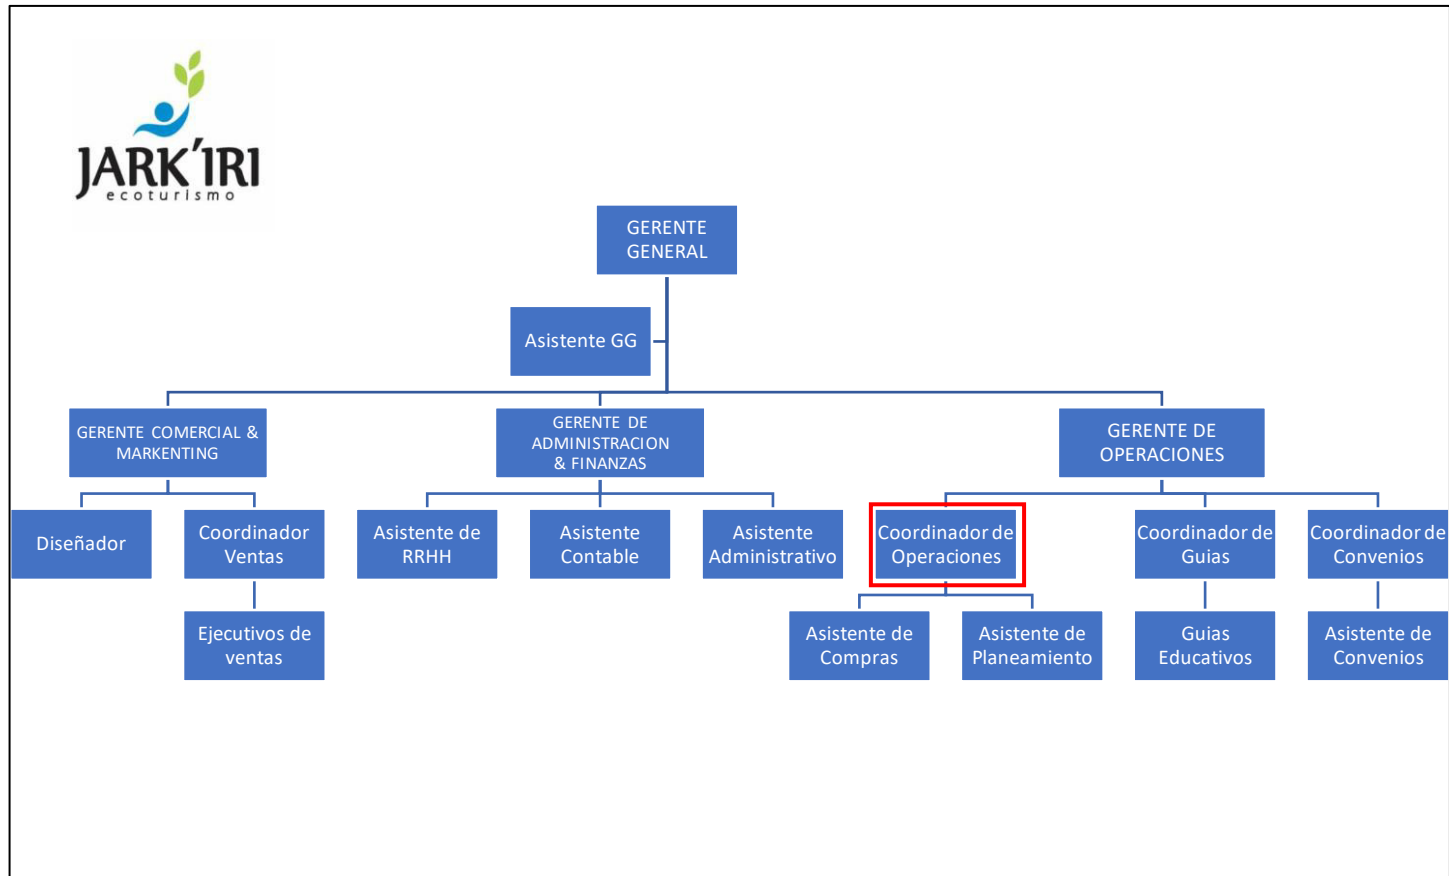 JARK´IRI
ecoturismo
GERENTE
GENERAL
Asistente GG
GERENTE COMERCIAL &
MARKENTING
GERENTE DE
ADMINISTRACION
& FINANZAS
GERENTE DE
OPERACIONES
Diseñador
Coordinador
Ventas
Asistente de
RRHH
Asistente
Contable
Asistente
Administrativo
Coordinador de
Operaciones
Coordinador de
Guias
Coordinador de
Convenios
Ejecutivos de
ventas
Asistente de
Compras
Asistente de
Planeamiento
Guias
Educativos
Asistente de
Convenios